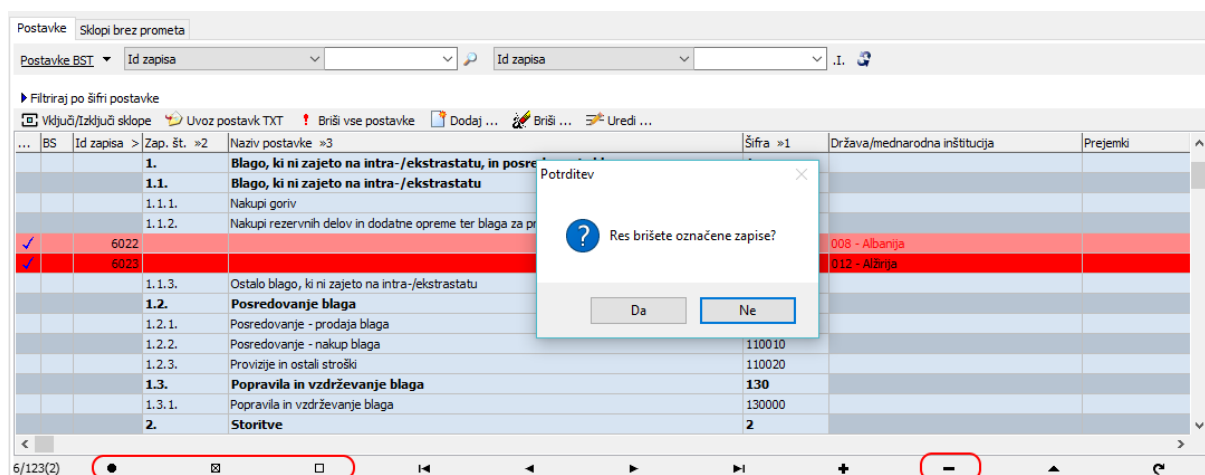 Postavke Sklopi brez prometa
Postavke BST Id zapisa Id zapisa .I.
Filtriraj po šifri postavke
Vključi/Izključi sklope Uvoz postavk TXT Briši vse postavke Dodaj ... Briši ... Uredi ...
... BS Id zapisa > Zap. št. »2 Naziv postavke »3 Šifra »1 Država/mednarodna inštitucija Prejemki
1. Blago, ki ni zajeto na intra-/ekstrastatu, in
1.1. Blago, ki ni zajeto na intra-/ekstrastatu
Potrditev
1.1.1. Nakupi goriv
1.1.2. Nakupi rezervnih delov in dodatne opreme ter blaga za
Res brišete označene zapise?
6022 008 - Albanija
6023 012 - Alžirija
1.1.3. Ostalo blago, ki ni zajeto na intra-/ekstrastatu
1.2. Posredovanje blaga
Da Ne
1.2.1. Posredovanje - prodaja blaga
1.2.2. Posredovanje - nakup blaga 110010
1.2.3. Provizije in ostali stroški 110020
1.3. Popravila in vzdrževanje blaga 130
1.3.1. Popravila in vzdrževanje blaga 130000
2. Storitve 2
6/123(2)